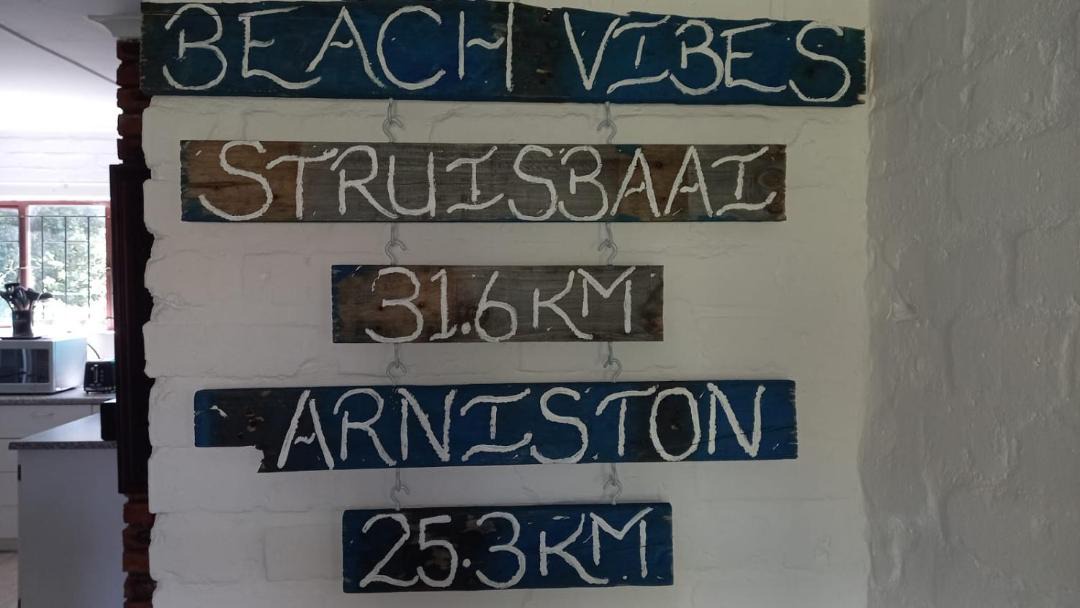 BEACH VIBES
STRUISBAAI
31.6KM
ARNISTON
25.3KM